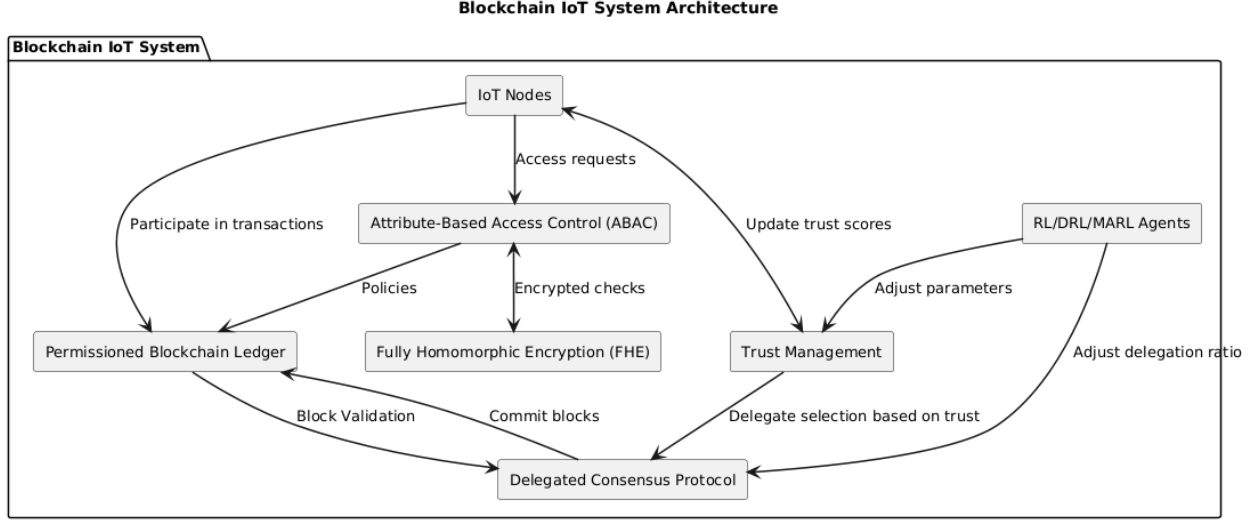 Blockchain IoT System Architecture
Blockchain IoT System
IoT Nodes
Access requests
Attribute-Based Access Control (ABAC)
RL/DRL/MARL Agents
Participate in transactions
Update trust scores
Policies
Encrypted checks
Adjust parameters
Permissioned Blockchain Ledger
Fully Homomorphic Encryption (FHE)
Trust Management
Adjust delegation ratio
Block Validation
Commit blocks
Delegate selection based on trust
Delegated Consensus Protocol